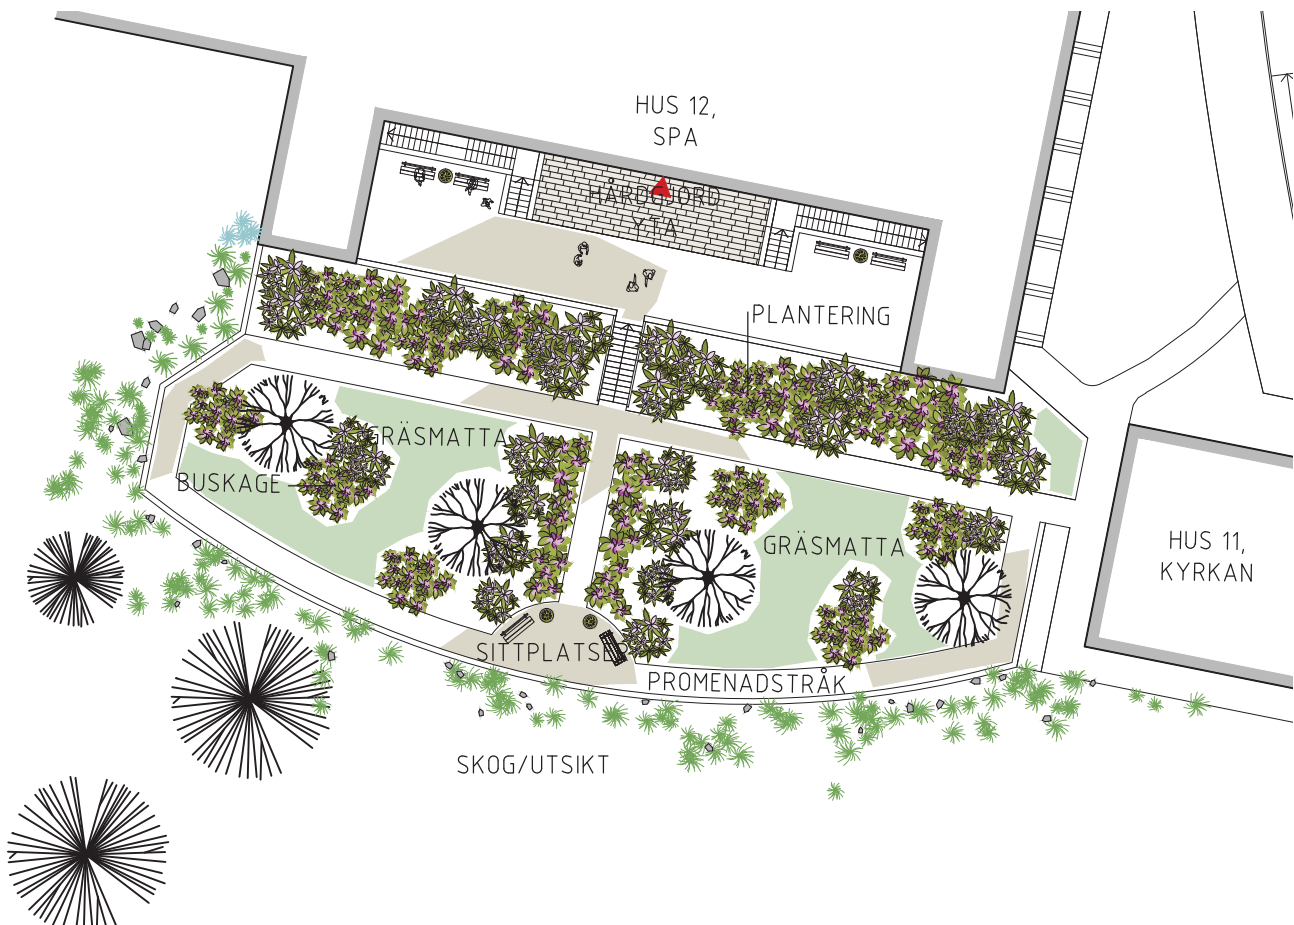 HUS 12,
SPA
HÅRDGJORD
YTA
PLANTERING
GRÄSMATTA
BUSKAGE
GRÄSMATTA
HUS 11,
KYRKAN
SITTPLATSER
PROMENADSTRÅK
SKOG/UTSIKT